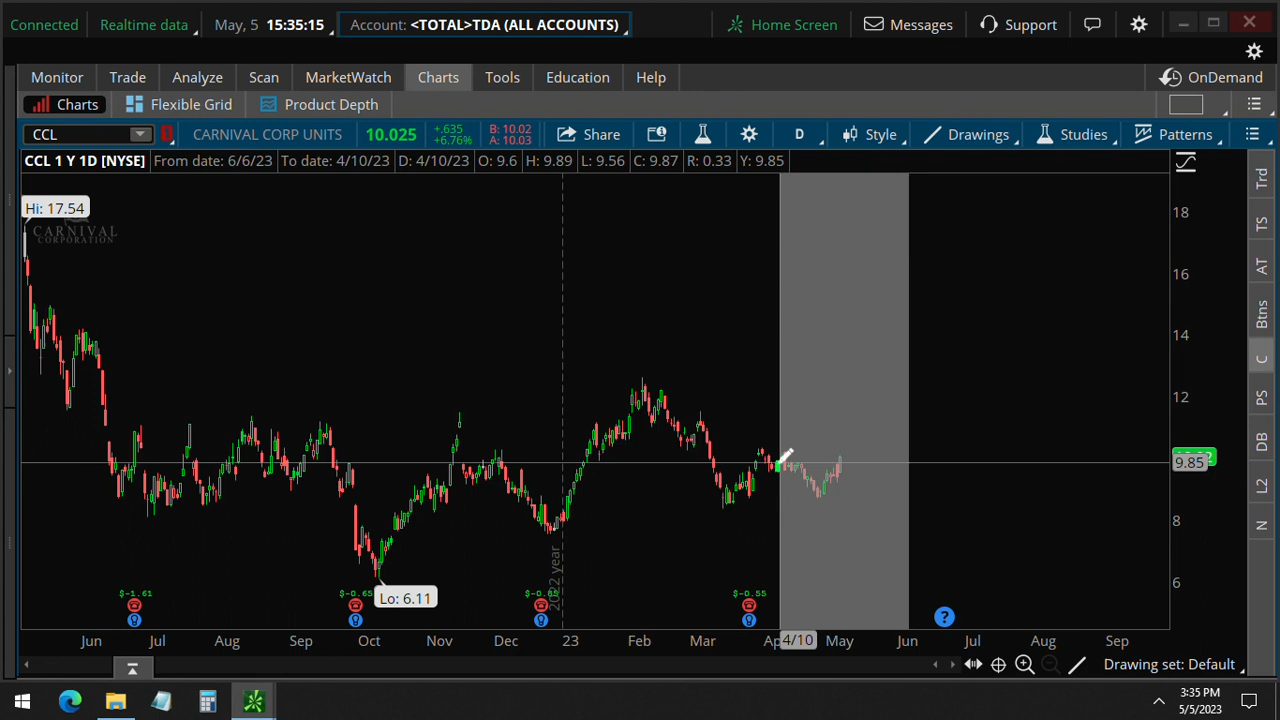 Connected Realtime data May, 5 15:35:15 Account: <TOTAL>TDA (ALL ACCOUNTS) Home Screen Messages Support
Monitor Trade Analyze Scan MarketWatch Charts Tools Education Help OnDemand
Charts Flexible Grid Product Depth
CCL CARNIVAL CORP UNITS 10.025 +.635 +6.76% B: 10.02 A: 10.03 Share D Style Drawings Studies Patterns
CCL 1 Y 1D [NYSE] From date: 6/6/23 To date: 4/10/23 D: 4/10/23 O: 9.6 H: 9.89 L: 9.56 C: 9.87 R: 0.33 Y: 9.85
Hi: 17.54
CARNIVAL
CORPORATION
18
16
14
12
9.85
8
6
Lo: 6.11
2022 year
$-1.61 $-0.65 $-0.85 $-0.55
?
Jun Jul Aug Sep Oct Nov Dec 23 Feb Mar 4/10 May Jun Jul Aug Sep
Drawing set: Default
Trd
TS
AT
Btns
C
PS
DB
L2
N
3:35 PM
5/5/2023